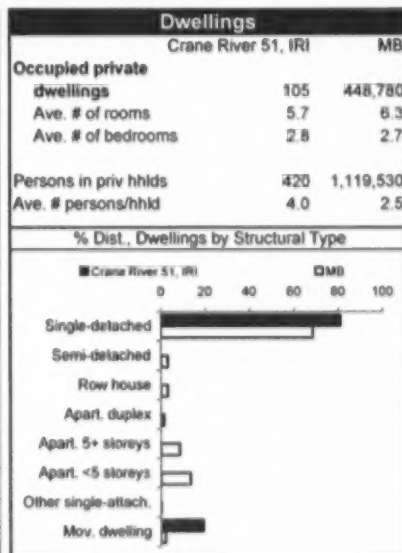 Dwellings
Crane River 51, IRI MB
Occupied private
dwellings 105 448,780
Ave. # of rooms 5.7 6.3
Ave. # of bedrooms 2.8 2.7
Persons in priv hhlds 420 1,119,530
Ave. # persons/hhld 4.0 2.5
% Dist., Dwellings by Structural Type
Crane River 51, IRI MB
0 20 40 60 80 100
Single-detached
Semi-detached
Row house
Apart. duplex
Apart. 5+ storeys
Apart. <5 storeys
Other single-attach.
Mov. dwelling